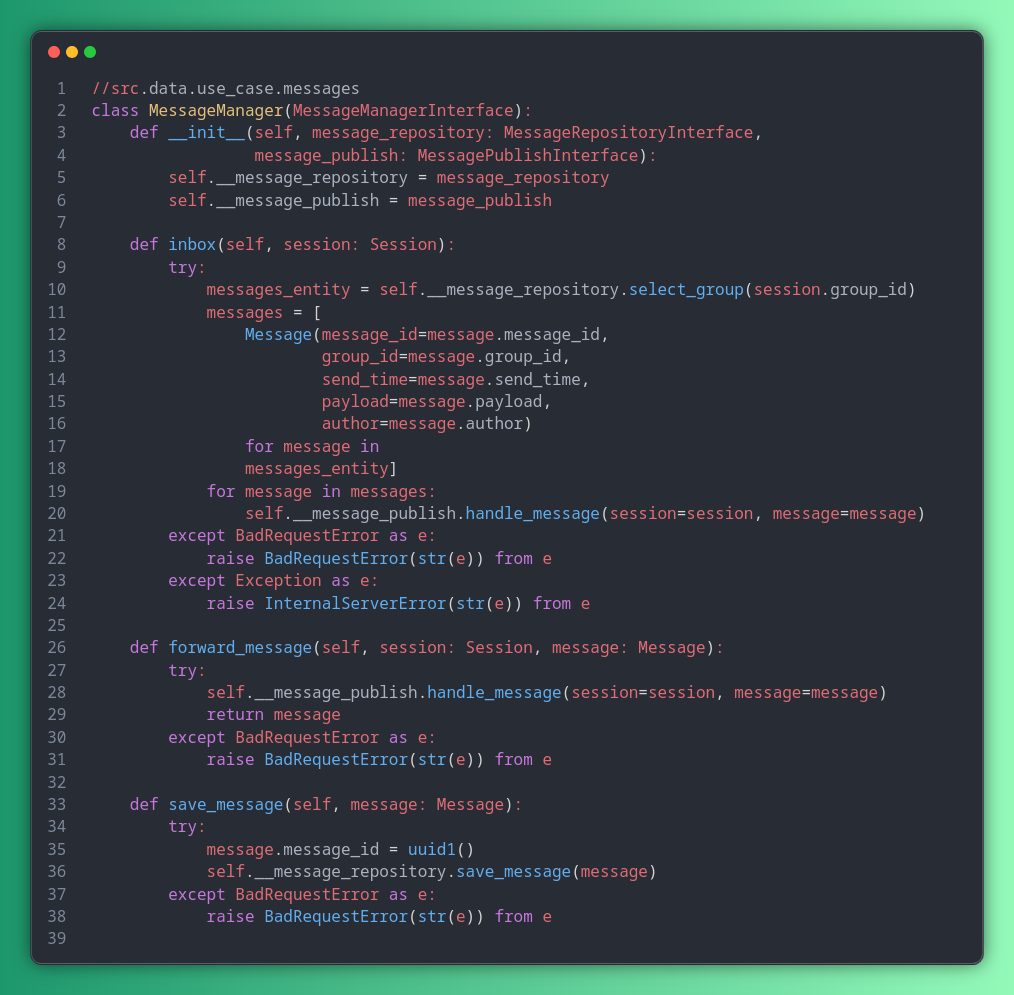 1 //src.data.use_case.messages
2 class MessageManager(MessageManagerInterface):
3     def __init__(self, message_repository: MessageRepositoryInterface,
4                  message_publish: MessagePublishInterface):
5         self.__message_repository = message_repository
6         self.__message_publish = message_publish
7
8     def inbox(self, session: Session):
9         try:
10             messages_entity = self.__message_repository.select_group(session.group_id)
11             messages = [
12                 Message(message_id=message.message_id,
13                         group_id=message.group_id,
14                         send_time=message.send_time,
15                         payload=message.payload,
16                         author=message.author)
17                 for message in
18                 messages_entity]
19             for message in messages:
20                 self.__message_publish.handle_message(session=session, message=message)
21         except BadRequestError as e:
22             raise BadRequestError(str(e)) from e
23         except Exception as e:
24             raise InternalServerError(str(e)) from e
25
26     def forward_message(self, session: Session, message: Message):
27         try:
28             self.__message_publish.handle_message(session=session, message=message)
29             return message
30         except BadRequestError as e:
31             raise BadRequestError(str(e)) from e
32
33     def save_message(self, message: Message):
34         try:
35             message.message_id = uuid1()
36             self.__message_repository.save_message(message)
37         except BadRequestError as e:
38             raise BadRequestError(str(e)) from e
39